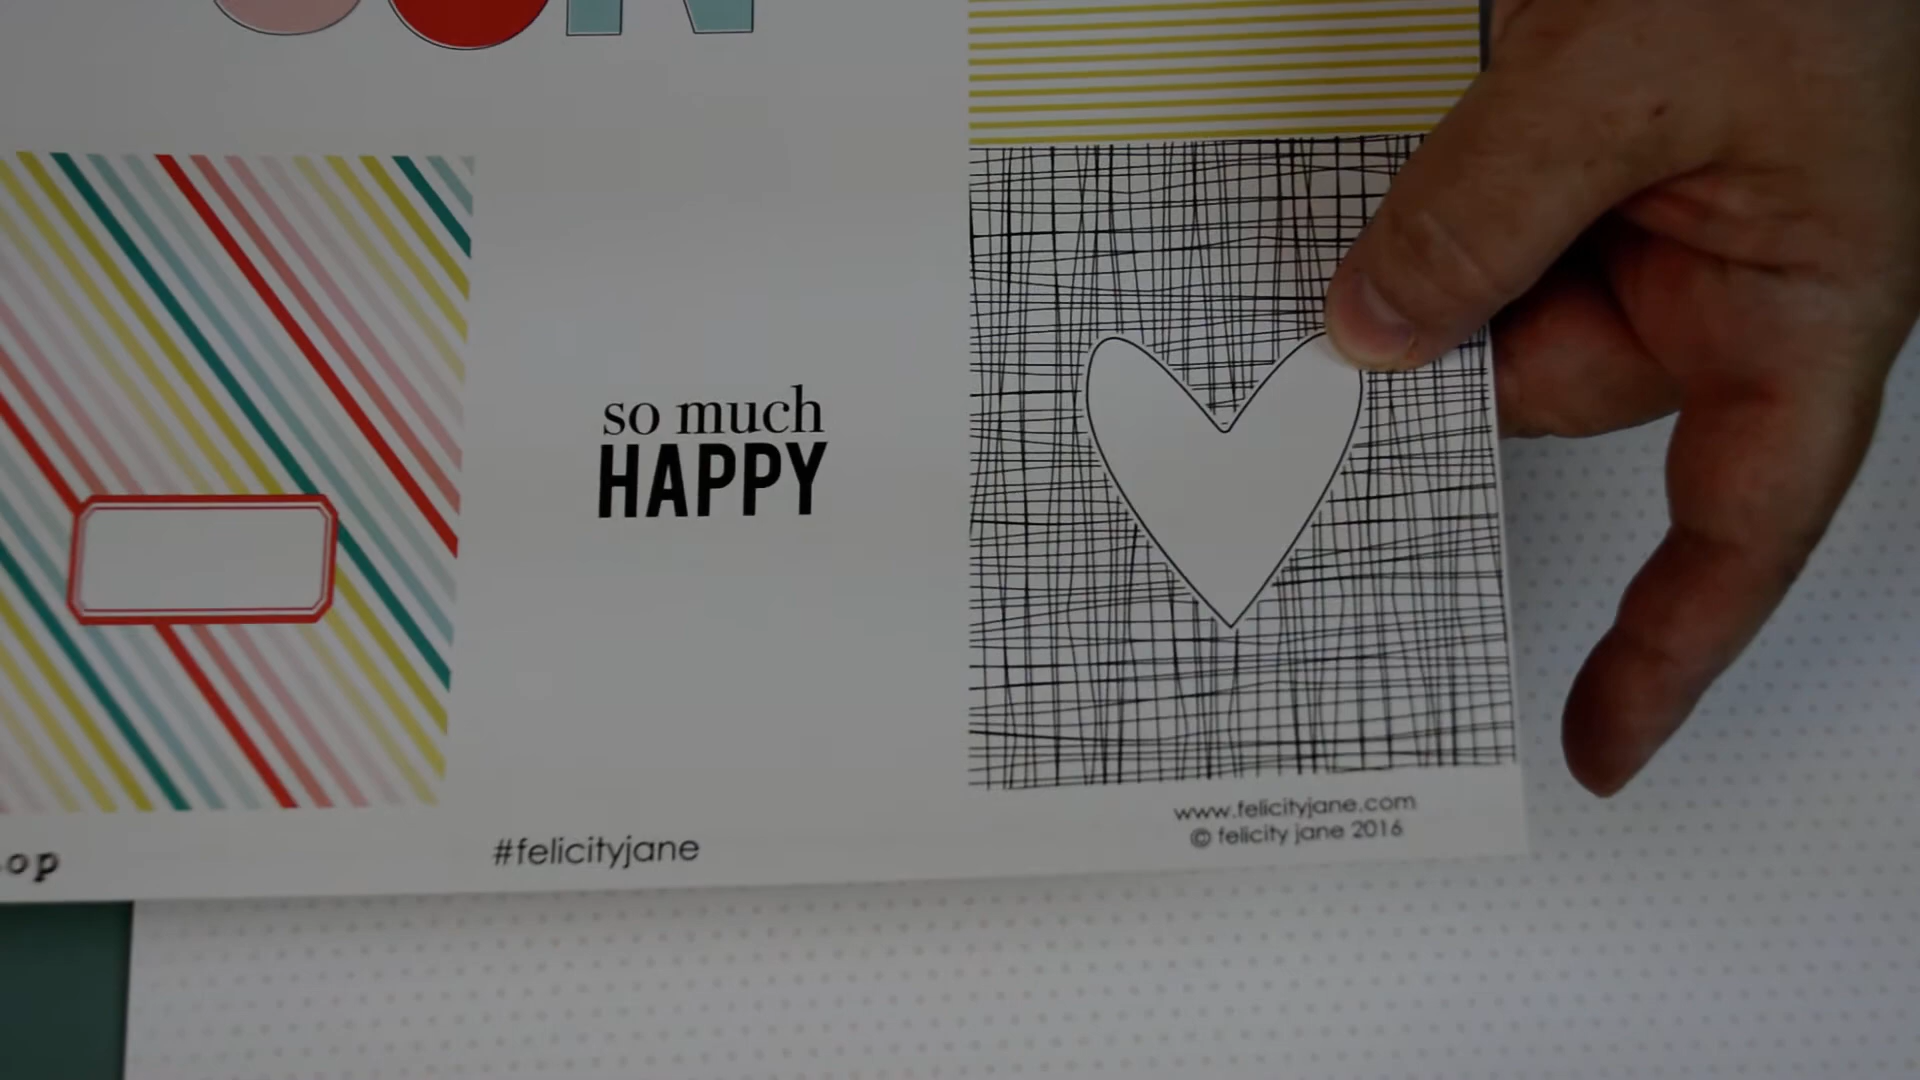 so much
HAPPY
www.felicityjane.com
© felicity jane 2016
#felicityjane